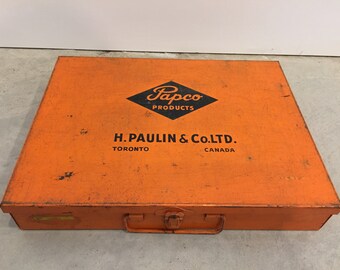 Papco
PRODUCTS
H. PAULIN & CO. LTD.
TORONTO CANADA